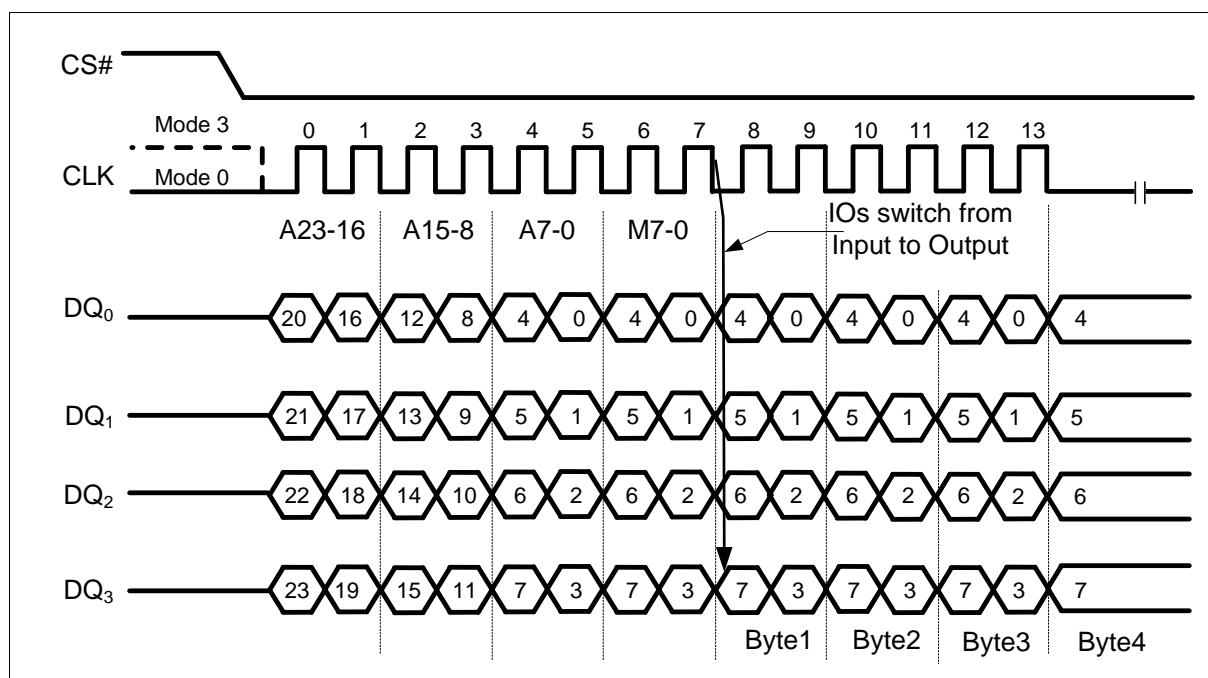 CS#
Mode 3
0 1 2 3 4 5 6 7 8 9 10 11 12 13
CLK
Mode 0
A23-16 A15-8 A7-0 M7-0
IOs switch from
Input to Output
DQ0 20 16 12 8 4 0 4 0 4 0 4 0 4 0 4
DQ1 21 17 13 9 5 1 5 1 5 1 5 1 5 1 5
DQ2 22 18 14 10 6 2 6 2 6 2 6 2 6 2 6
DQ3 23 19 15 11 7 3 7 3 7 3 7 3 7 3 7
Byte1 Byte2 Byte3 Byte4